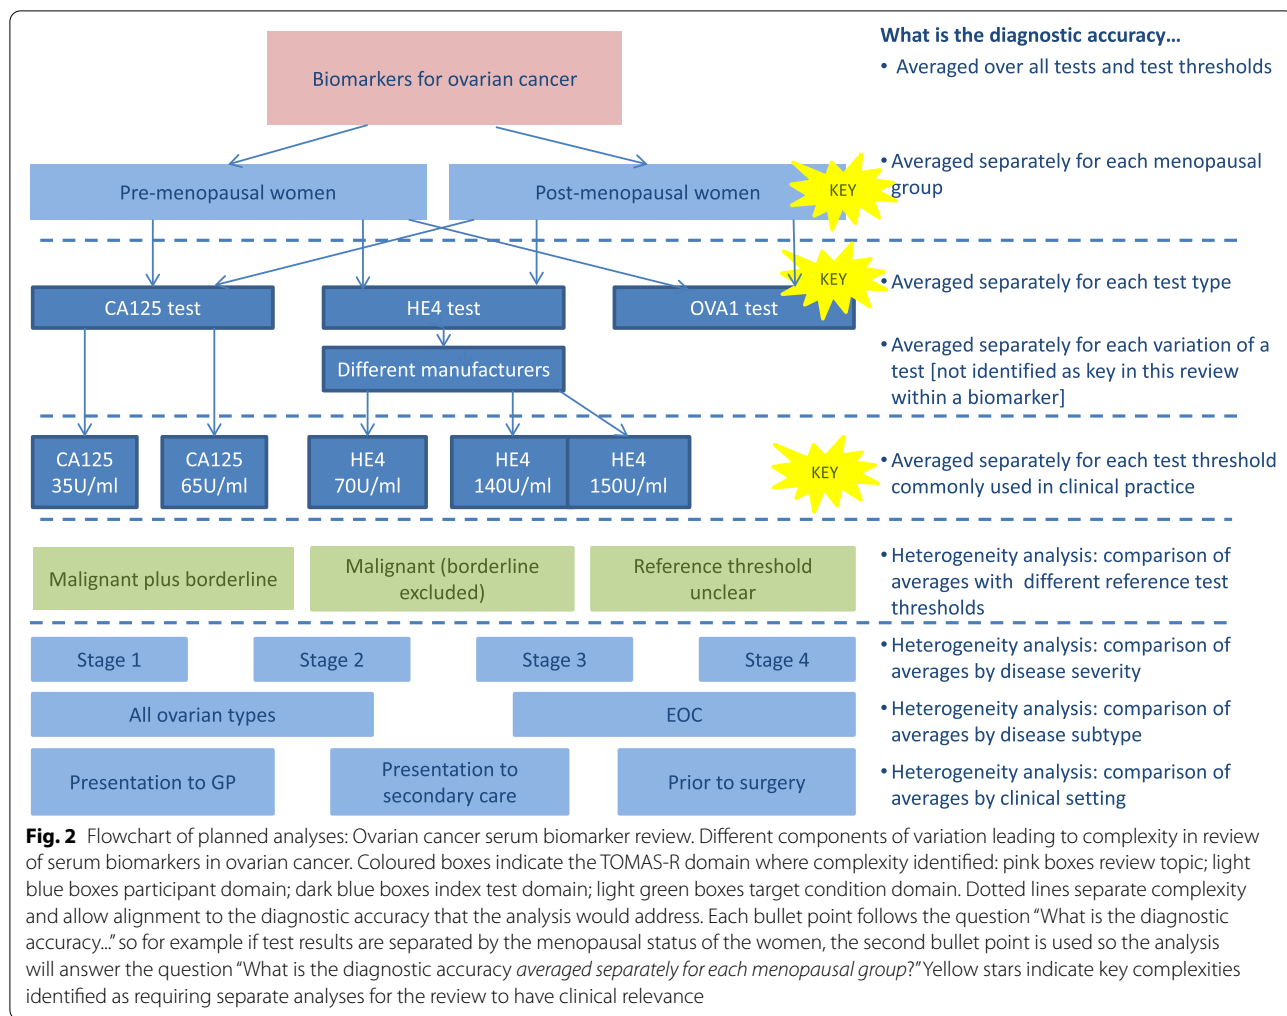 What is the diagnostic accuracy...
• Averaged over all tests and test thresholds
Biomarkers for ovarian cancer
Pre-menopausal women
Post-menopausal women
KEY
• Averaged separately for each menopausal
group
CA125 test
HE4 test
OVA1 test
KEY
• Averaged separately for each test type
Different manufacturers
• Averaged separately for each variation of a
test [not identified as key in this review
within a biomarker]
CA125
35U/ml
CA125
65U/ml
HE4
70U/ml
HE4
140U/ml
HE4
150U/ml
KEY
• Averaged separately for each test threshold
commonly used in clinical practice
Malignant plus borderline
Malignant (borderline
excluded)
Reference threshold
unclear
• Heterogeneity analysis: comparison of
averages with different reference test
thresholds
Stage 1
Stage 2
Stage 3
Stage 4
• Heterogeneity analysis: comparison of
averages by disease severity
All ovarian types
EOC
• Heterogeneity analysis: comparison of
averages by disease subtype
Presentation to GP
Presentation to
secondary care
Prior to surgery
• Heterogeneity analysis: comparison of
averages by clinical setting
Fig. 2 Flowchart of planned analyses: Ovarian cancer serum biomarker review. Different components of variation leading to complexity in review
of serum biomarkers in ovarian cancer. Coloured boxes indicate the TOMAS-R domain where complexity identified: pink boxes review topic; light
blue boxes participant domain; dark blue boxes index test domain; light green boxes target condition domain. Dotted lines separate complexity
and allow alignment to the diagnostic accuracy that the analysis would address. Each bullet point follows the question “What is the diagnostic
accuracy...” so for example if test results are separated by the menopausal status of the women, the second bullet point is used so the analysis
will answer the question “What is the diagnostic accuracy averaged separately for each menopausal group?” Yellow stars indicate key complexities
identified as requiring separate analyses for the review to have clinical relevance